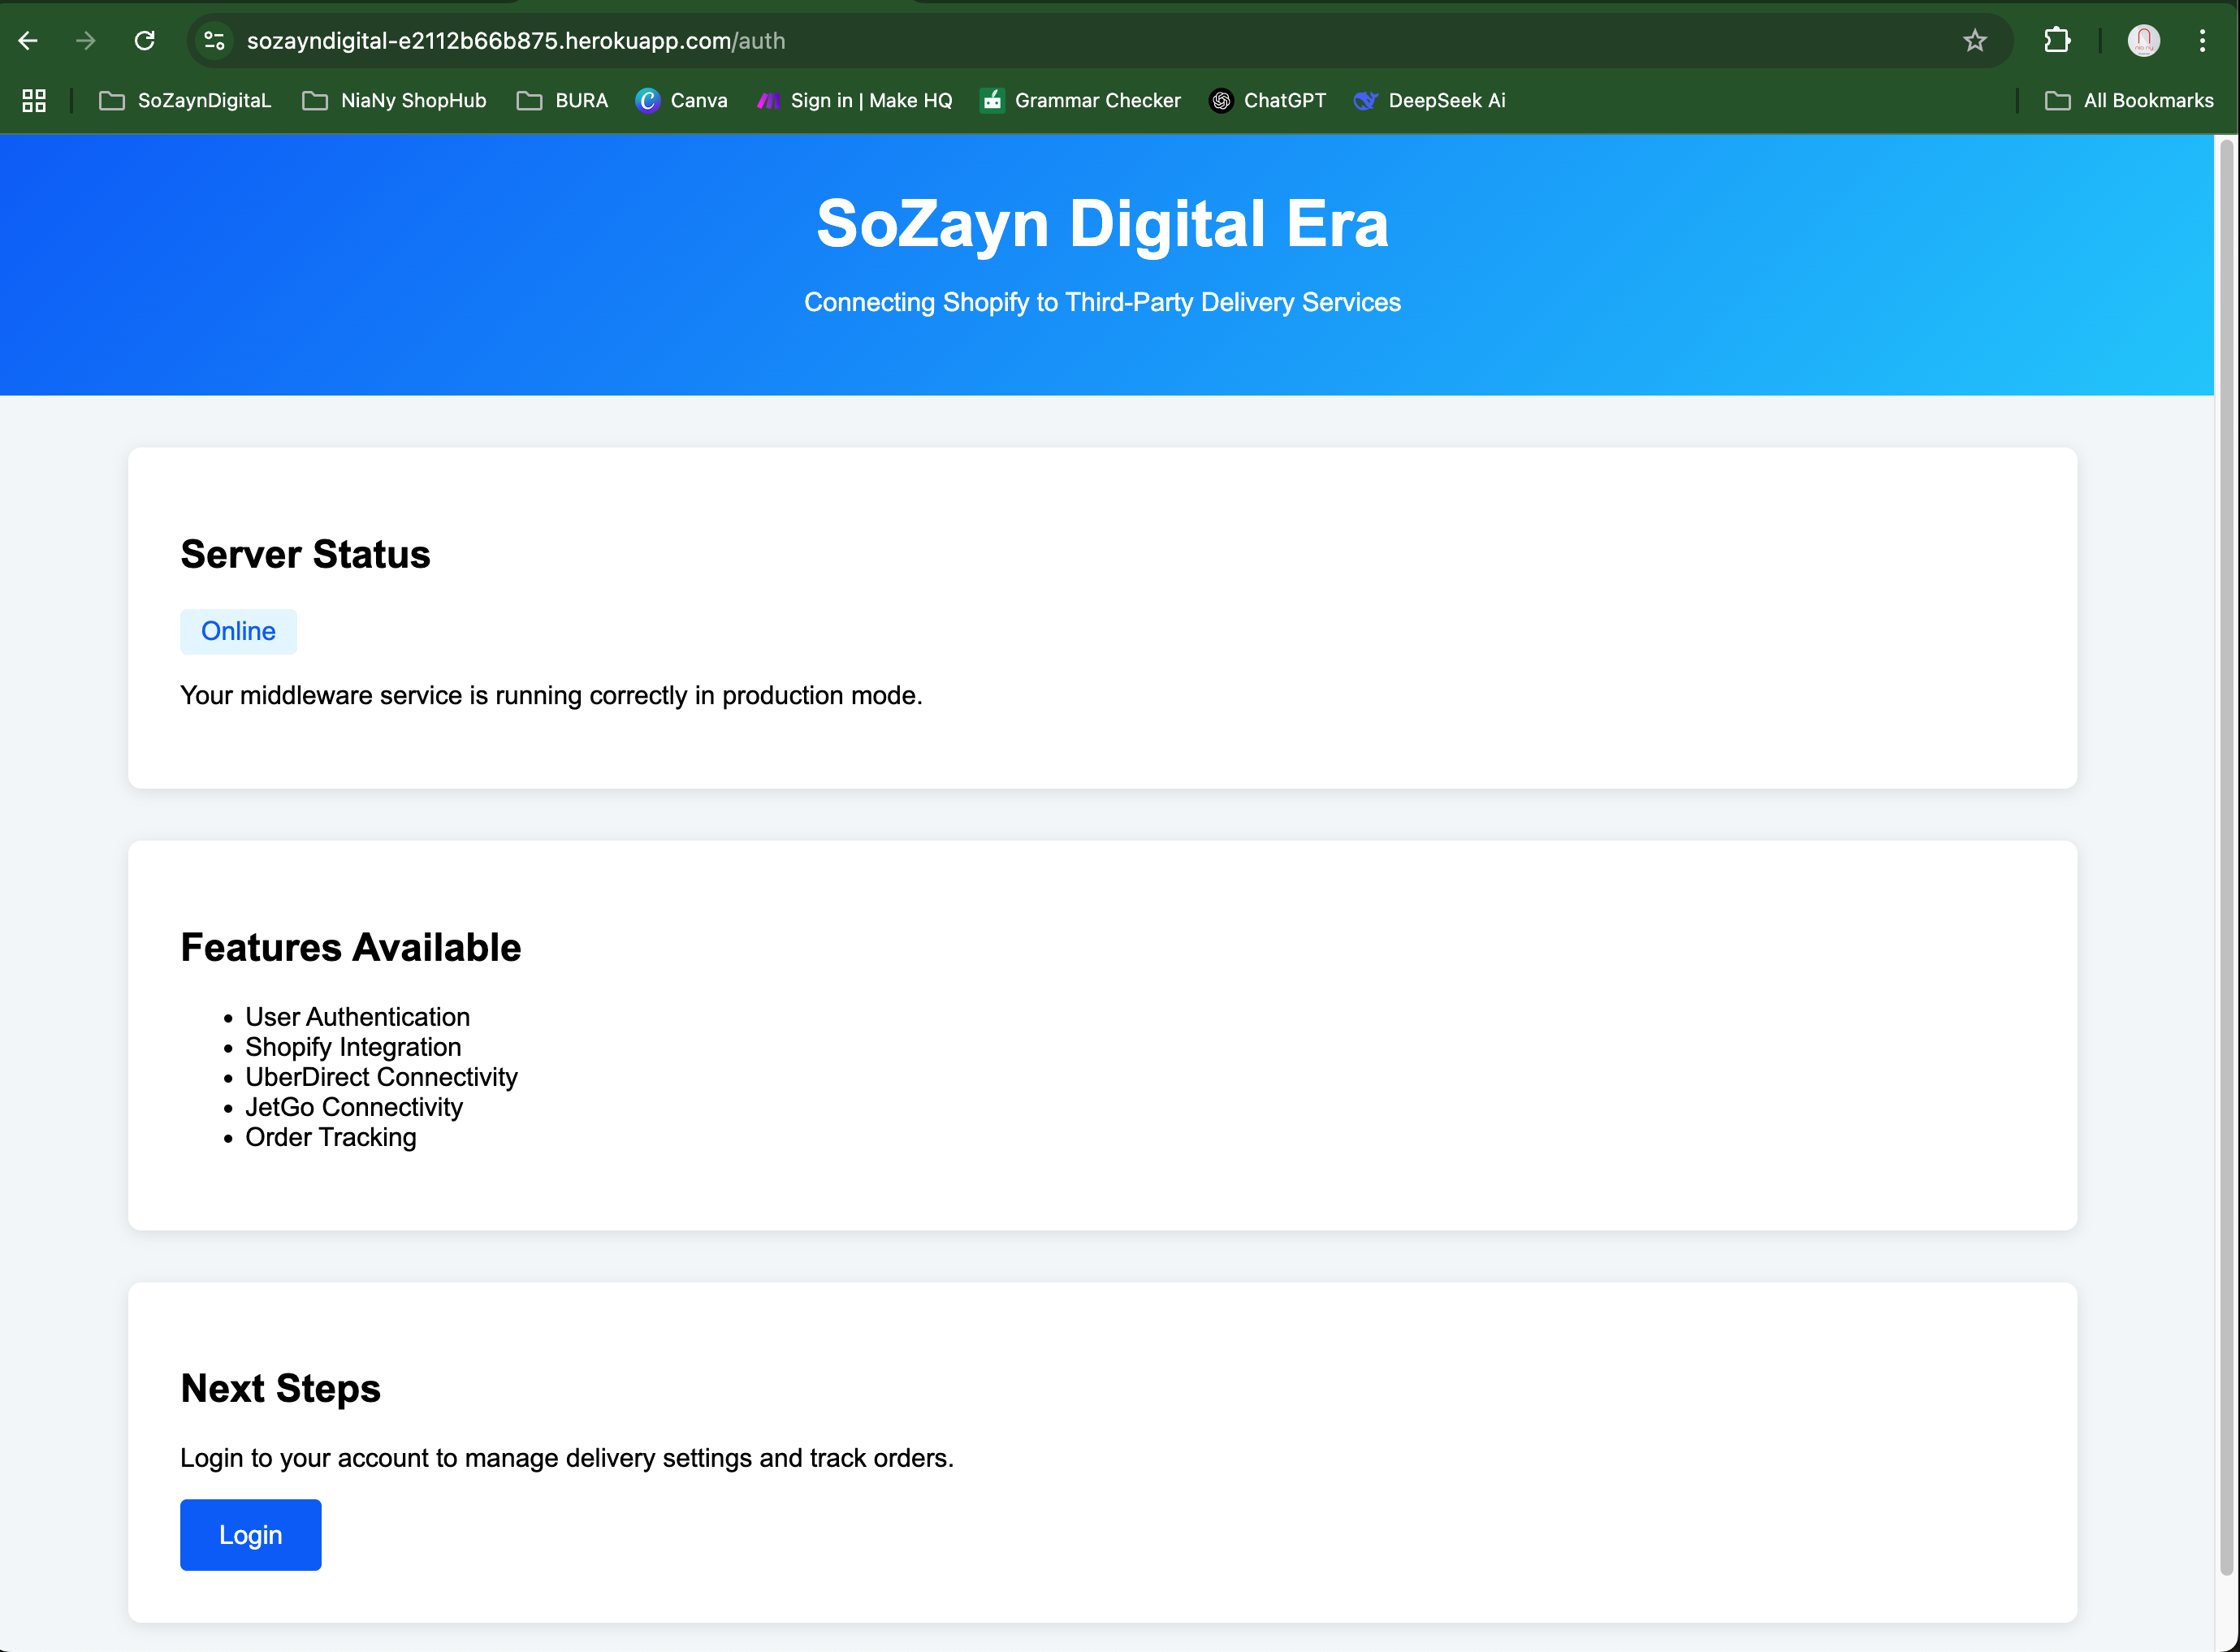 sozayndigital-e2112b66b875.herokuapp.com/auth
SoZaynDigitaL NiaNy ShopHub BURA Canva Sign in | Make HQ Grammar Checker ChatGPT DeepSeek Ai All Bookmarks
SoZayn Digital Era
Connecting Shopify to Third-Party Delivery Services
Server Status
Online
Your middleware service is running correctly in production mode.
Features Available
• User Authentication
• Shopify Integration
• UberDirect Connectivity
• JetGo Connectivity
• Order Tracking
Next Steps
Login to your account to manage delivery settings and track orders.
Login